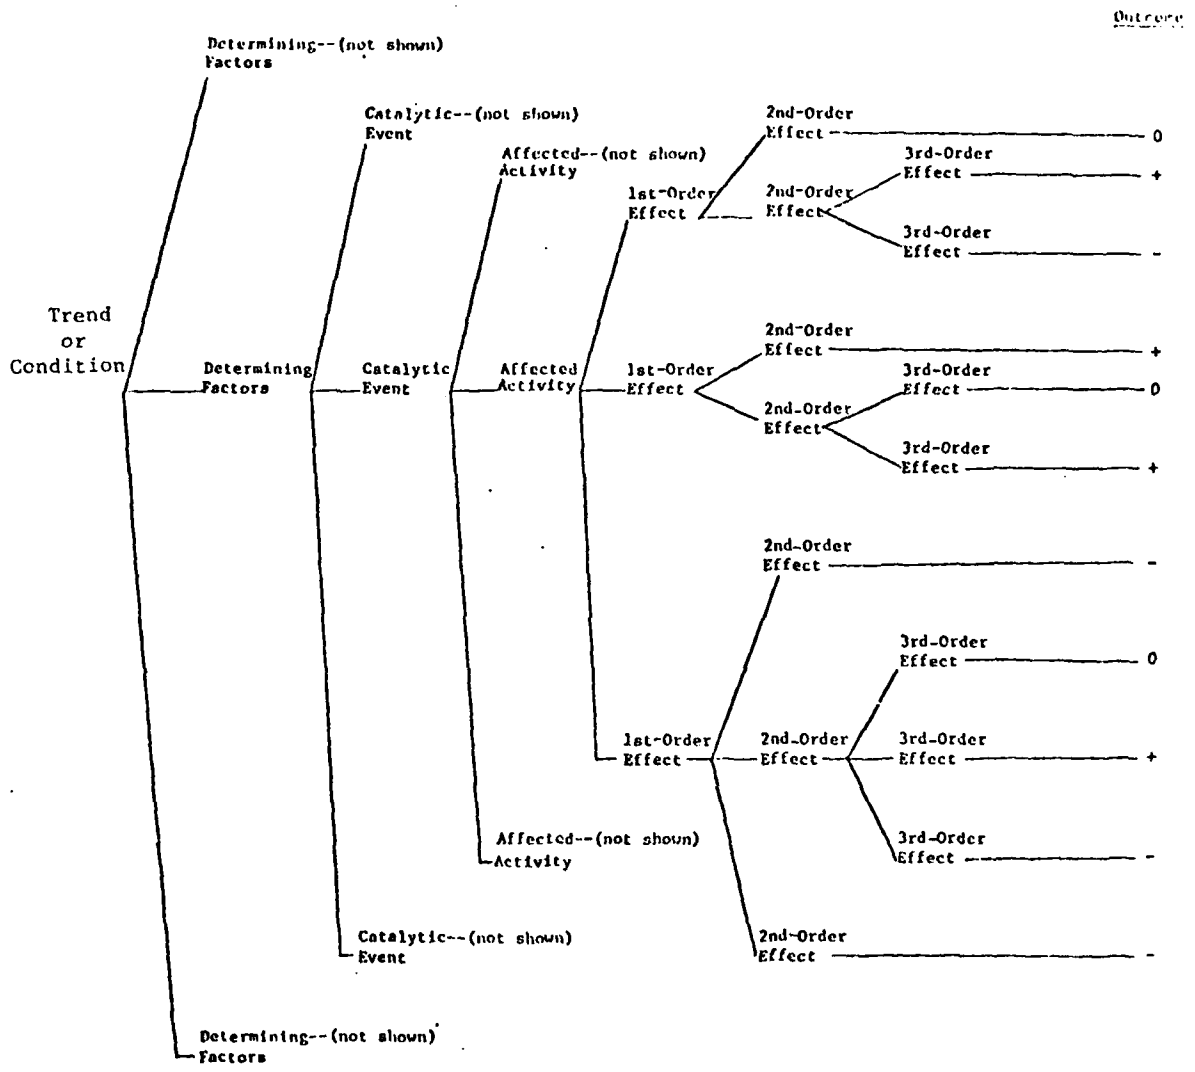 Outcome
Determining--(not shown)
Factors
Catalytic--(not shown)
Event
Affected--(not shown)
Activity
2nd-Order
Effect
0
1st-Order
Effect
2nd-Order
Effect
3rd-Order
Effect
+
3rd-Order
Effect
-
Trend
or
Condition
Determining
Factors
Catalytic
Event
Affected
Activity
1st-Order
Effect
2nd-Order
Effect
+
2nd-Order
Effect
3rd-Order
Effect
0
3rd-Order
Effect
+
2nd-Order
Effect
-
1st-Order
Effect
2nd-Order
Effect
3rd-Order
Effect
0
3rd-Order
Effect
+
3rd-Order
Effect
-
2nd-Order
Effect
-
Affected--(not shown)
Activity
Catalytic--(not shown)
Event
Determining--(not shown)
Factors